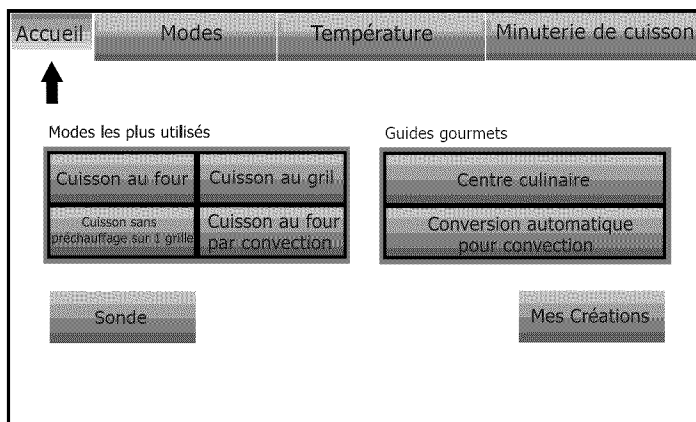 Accueil Modes Température Minuterie de cuisson
Modes les plus utilisés
Cuisson au four Cuisson au gril
Cuisson sans
préchauffage sur 1 grille
Cuisson au four
par convection
Guides gourmets
Centre culinaire
Conversion automatique
pour convection
Sonde Mes Créations